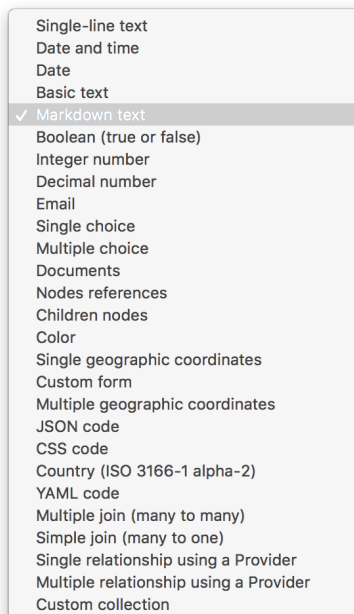 Single-line text
Date and time
Date
Basic text
✓ Markdown text
Boolean (true or false)
Integer number
Decimal number
Email
Single choice
Multiple choice
Documents
Nodes references
Children nodes
Color
Single geographic coordinates
Custom form
Multiple geographic coordinates
JSON code
CSS code
Country (ISO 3166-1 alpha-2)
YAML code
Multiple join (many to many)
Simple join (many to one)
Single relationship using a Provider
Multiple relationship using a Provider
Custom collection